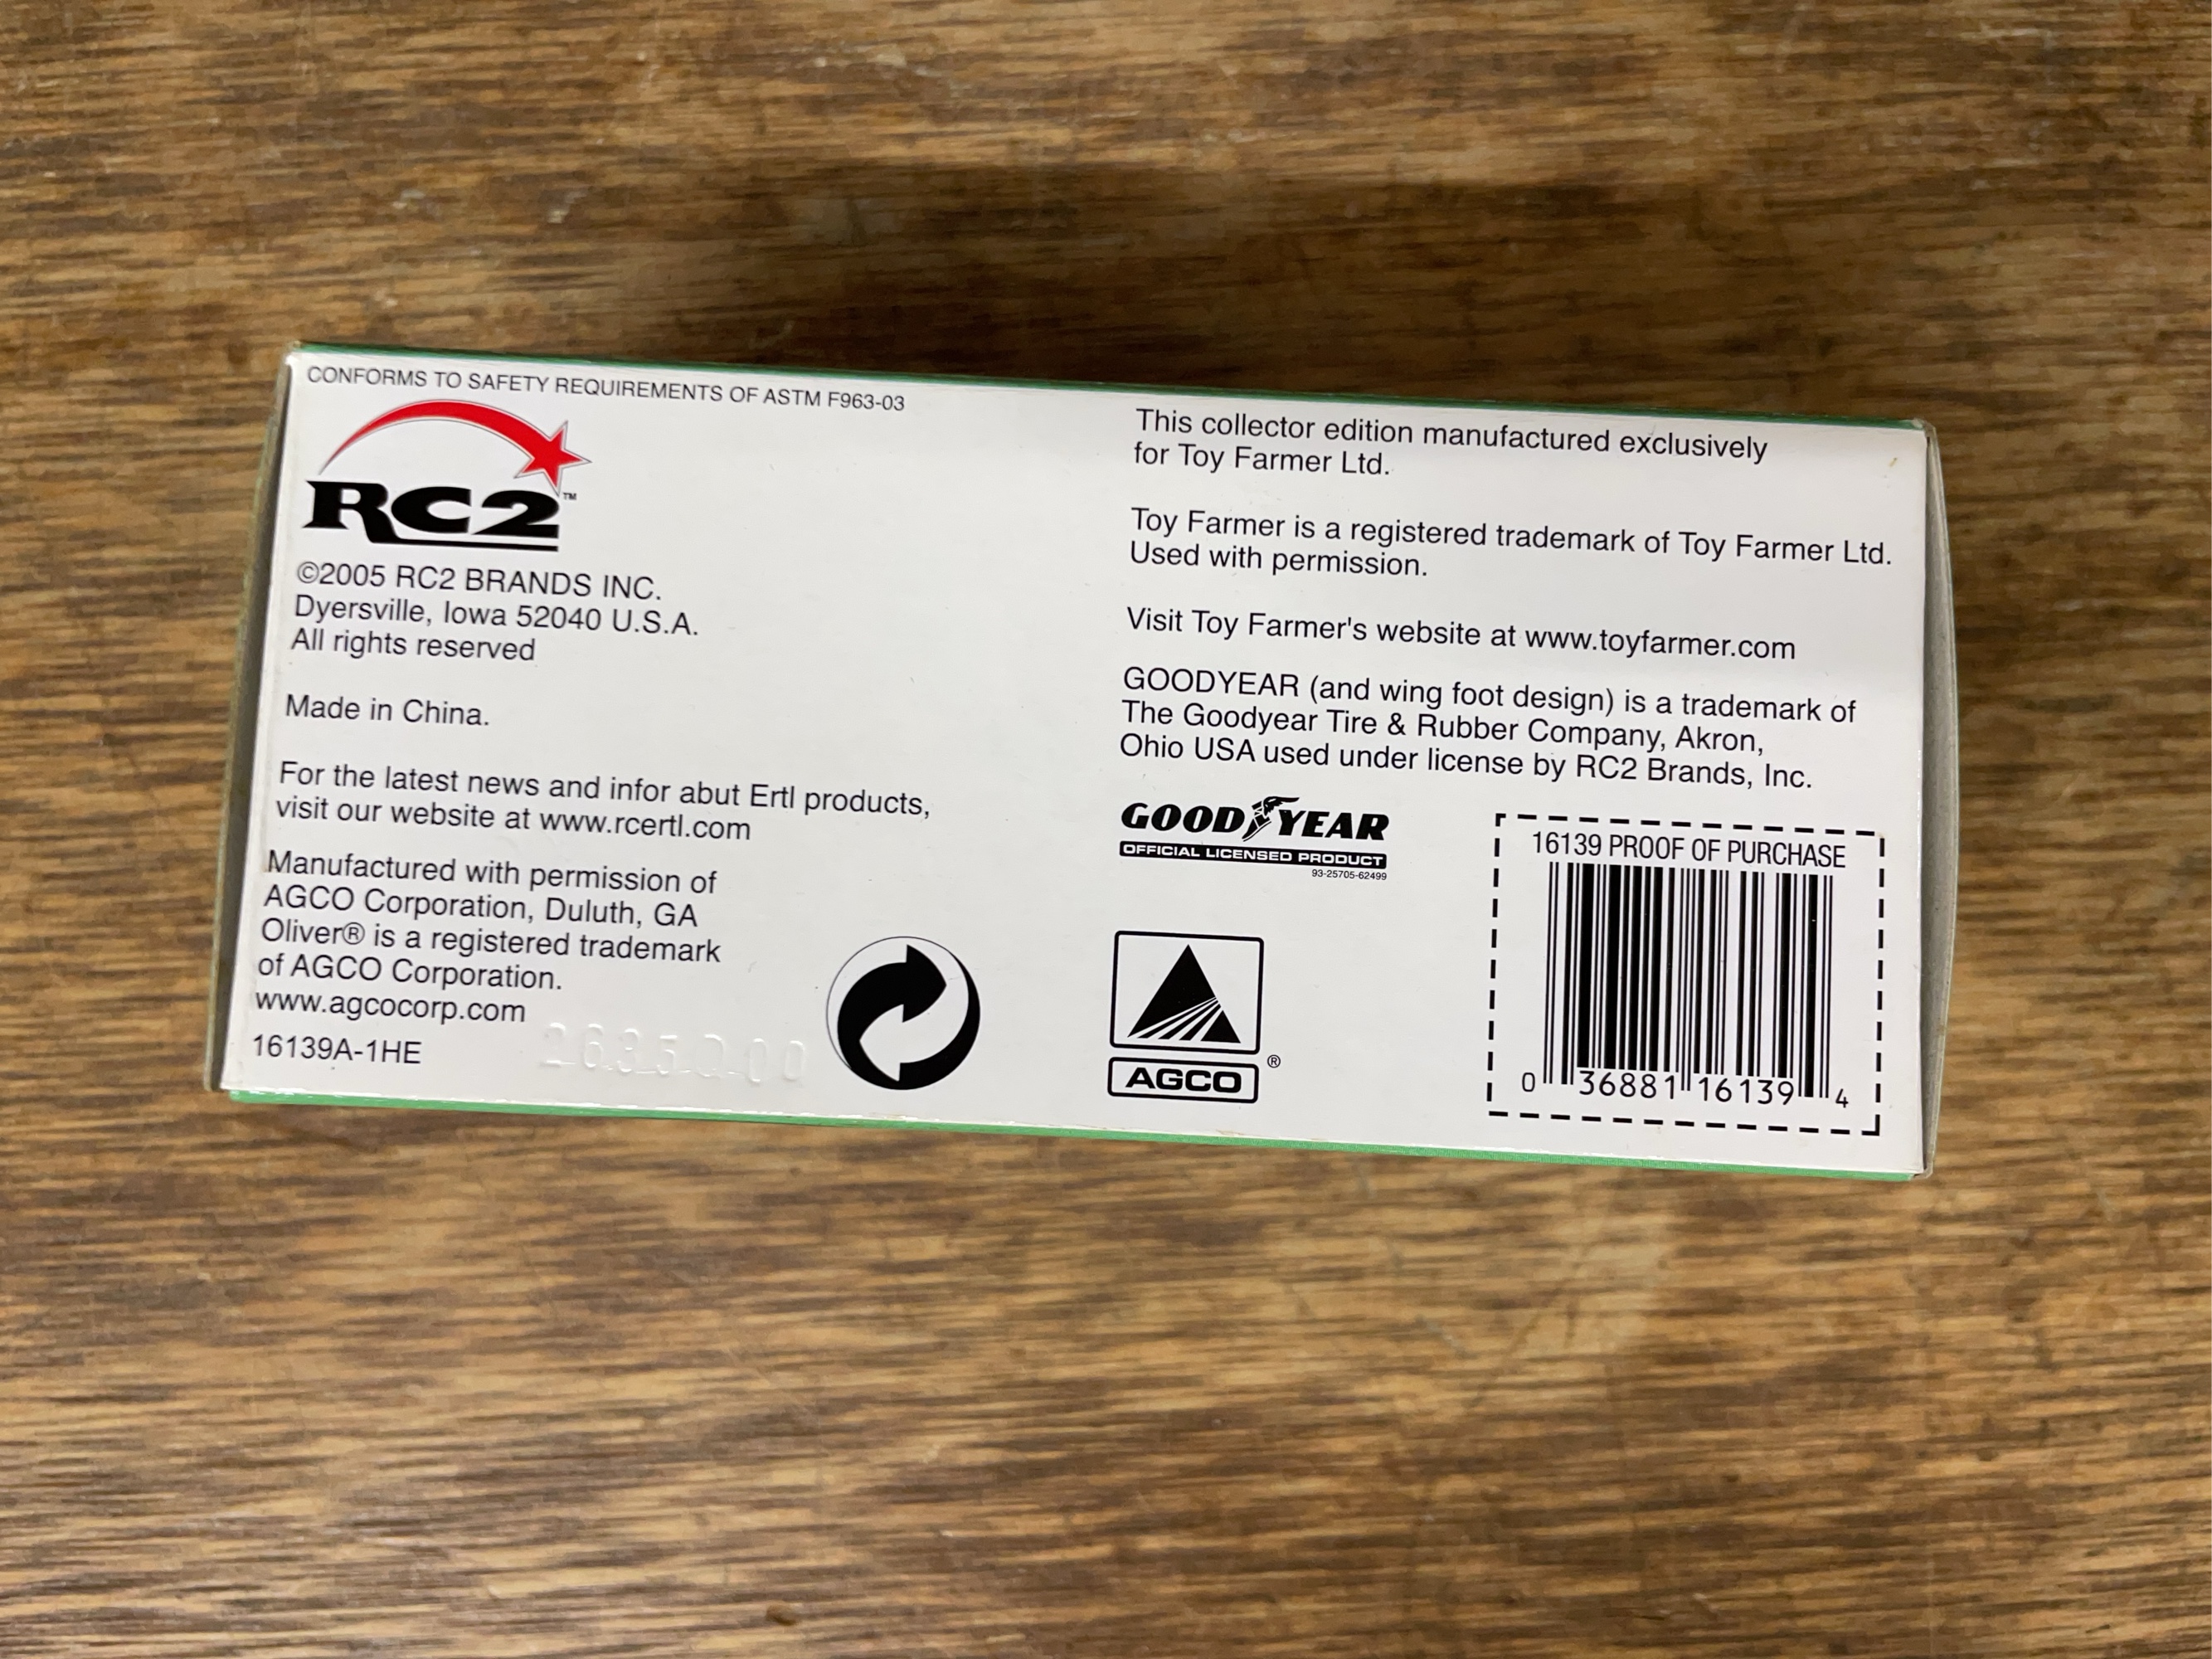 CONFORMS TO SAFETY REQUIREMENTS OF ASTM F963-03
RC2™
©2005 RC2 BRANDS INC.
Dyersville, Iowa 52040 U.S.A.
All rights reserved
Made in China.
For the latest news and infor abut Ertl products,
visit our website at www.rcertl.com
Manufactured with permission of
AGCO Corporation, Duluth, GA
Oliver® is a registered trademark
of AGCO Corporation.
www.agcocorp.com
16139A-1HE
This collector edition manufactured exclusively
for Toy Farmer Ltd.
Toy Farmer is a registered trademark of Toy Farmer Ltd.
Used with permission.
Visit Toy Farmer's website at www.toyfarmer.com
GOODYEAR (and wing foot design) is a trademark of
The Goodyear Tire & Rubber Company, Akron,
Ohio USA used under license by RC2 Brands, Inc.
GOODYEAR
OFFICIAL LICENSED PRODUCT
93-25705-62499
AGCO®
16139 PROOF OF PURCHASE
0 36881 16139 4